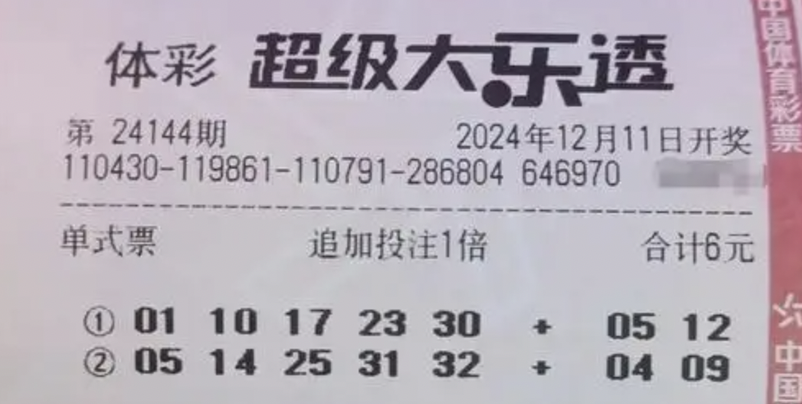 体彩 超级大乐透
第 24144期 2024年12月11日开奖
110430-119861-110791-286804 646970
单式票 追加投注1倍 合计6元
① 01 10 17 23 30 + 05 12
② 05 14 25 31 32 + 04 09
中国体育彩票
中国